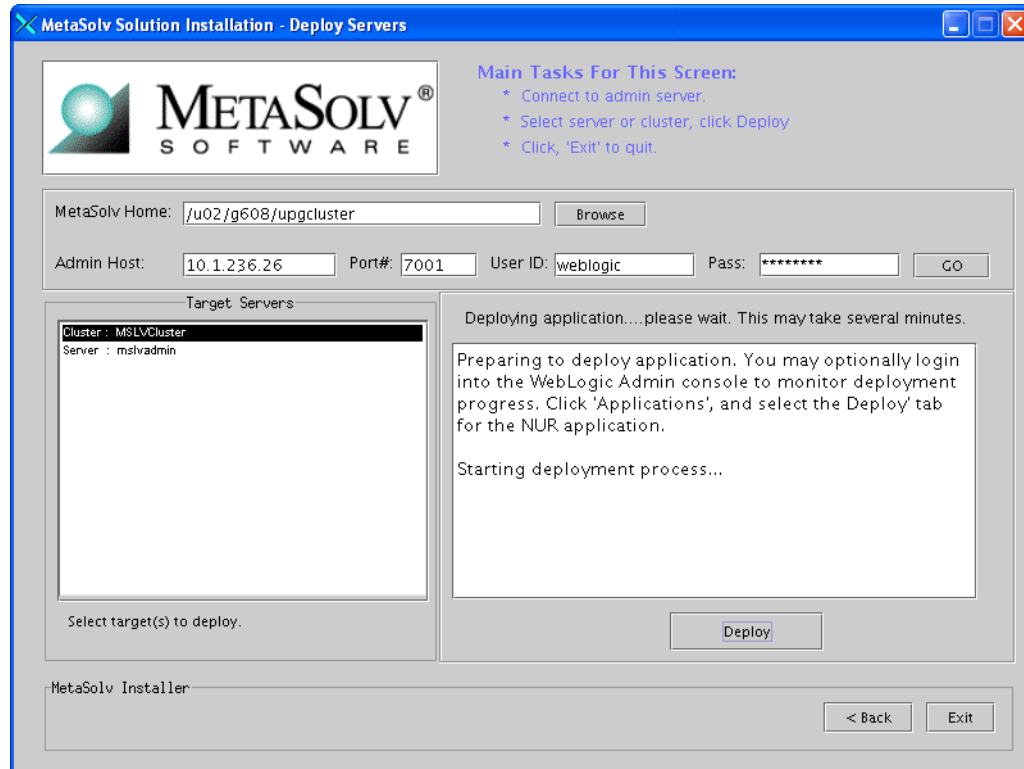 MetaSolv Solution Installation - Deploy Servers
METASOLV®
SOFTWARE
Main Tasks For This Screen:
* Connect to admin server.
* Select server or cluster, click Deploy
* Click, 'Exit' to quit.
MetaSolv Home: /u02/g608/upgcluster Browse
Admin Host: 10.1.236.26 Port#: 7001 User ID: weblogic Pass: ******** GO
Target Servers
Cluster : MSLVCluster
Server : mslvadmin
Select target(s) to deploy.
Deploying application....please wait. This may take several minutes.
Preparing to deploy application. You may optionally login
into the WebLogic Admin console to monitor deployment
progress. Click 'Applications', and select the Deploy' tab
for the NUR application.
Starting deployment process...
Deploy
MetaSolv Installer
< Back Exit